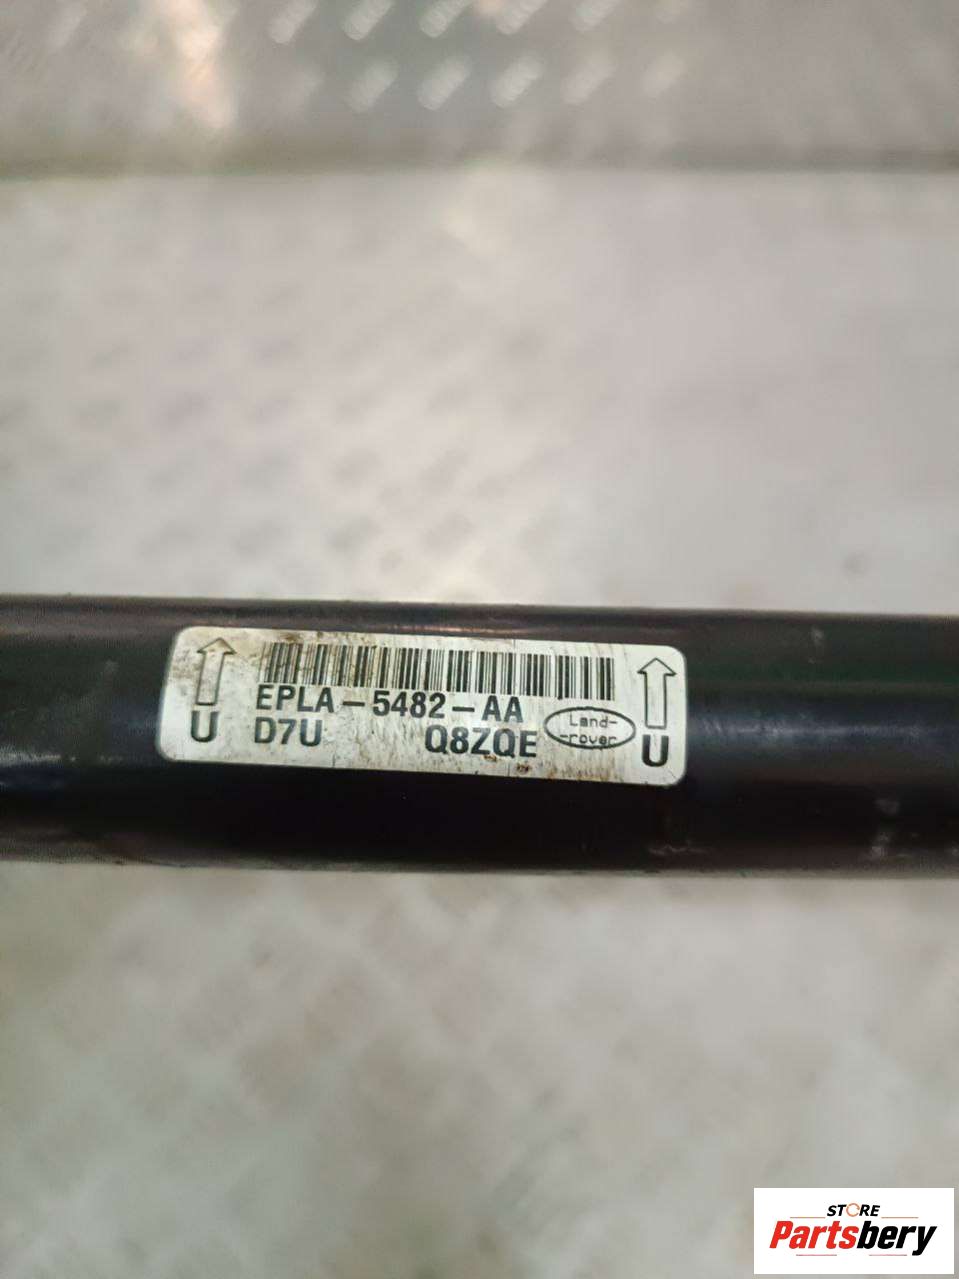 EPLA-5482-AA
U D7U Q8ZQE Land-
-rover U
STORE
Partsbery